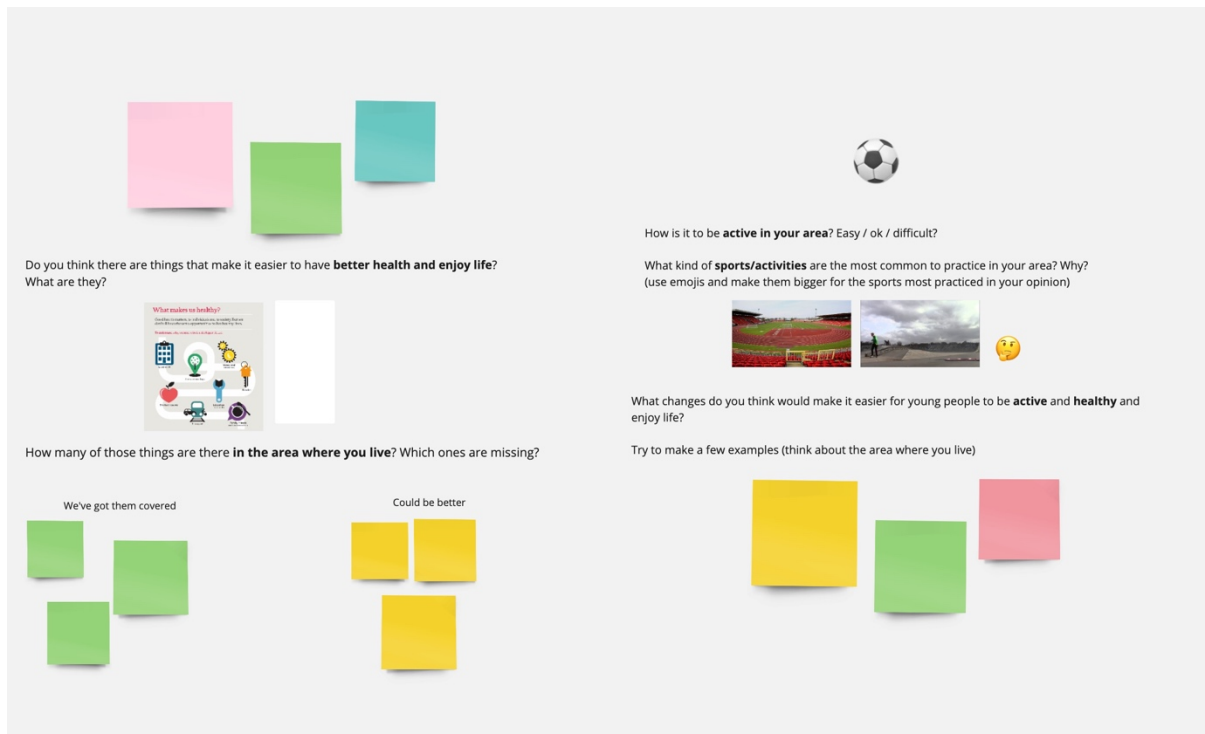 Do you think there are things that make it easier to have better health and enjoy life?
What are they?
What makes us healthy?
How many of those things are there in the area where you live? Which ones are missing?
We've got them covered
Could be better
How is it to be active in your area? Easy / ok / difficult?
What kind of sports/activities are the most common to practice in your area? Why?
(use emojis and make them bigger for the sports most practiced in your opinion)
What changes do you think would make it easier for young people to be active and healthy and
enjoy life?
Try to make a few examples (think about the area where you live)